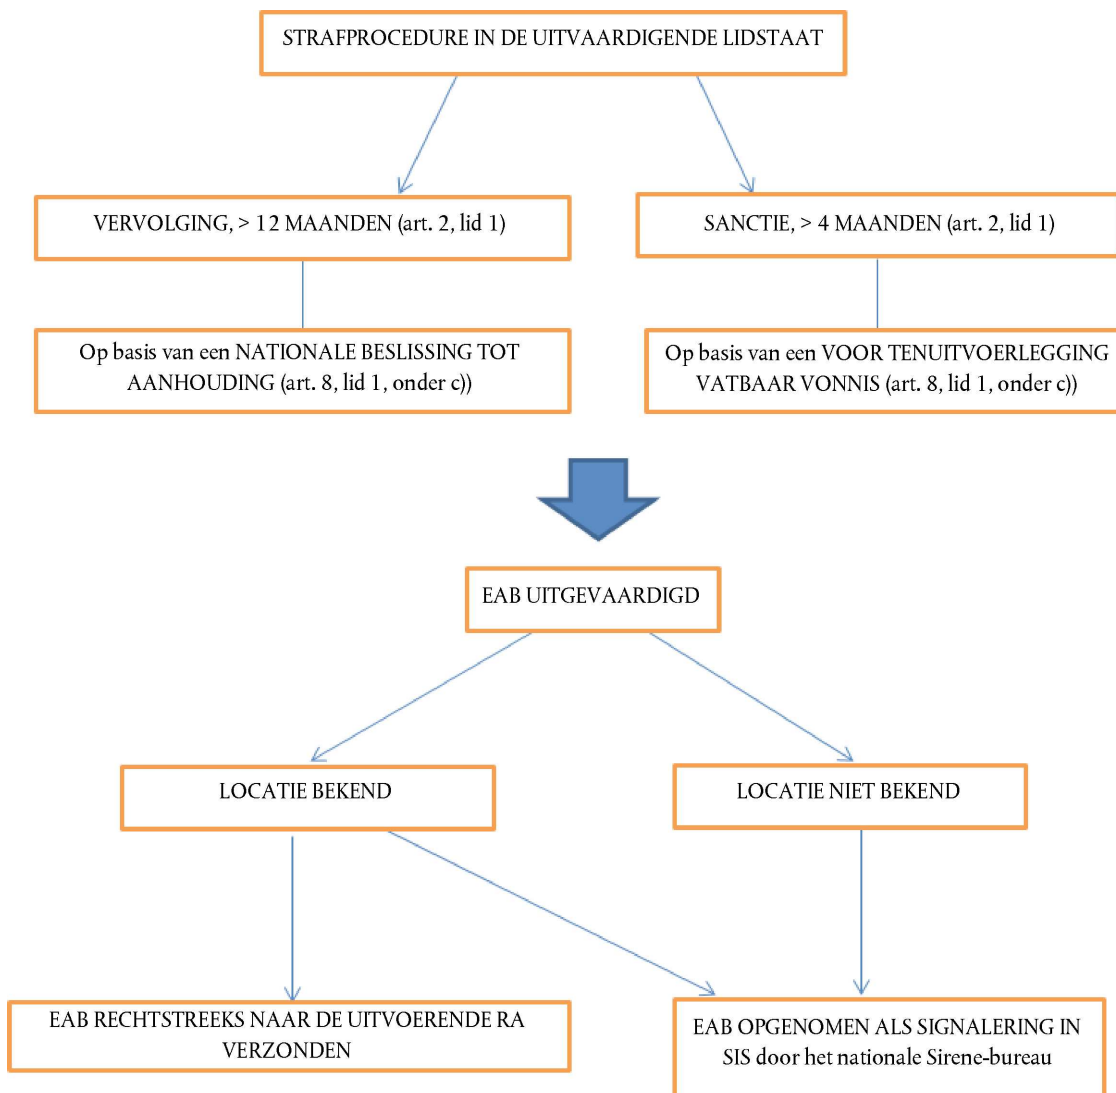 STRAFPROCEDURE IN DE UITVAARDIGENDE LIDSTAAT
VERVOLGING, > 12 MAANDEN (art. 2, lid 1)
SANCTIE, > 4 MAANDEN (art. 2, lid 1)
Op basis van een NATIONALE BESLISSING TOT
AANHOUDING (art. 8, lid 1, onder c))
Op basis van een VOOR TENUITVOERLEGGING
VATBAAR VONNIS (art. 8, lid 1, onder c))
EAB UITGEVAARDIGD
LOCATIE BEKEND
LOCATIE NIET BEKEND
EAB RECHTSTREEKS NAAR DE UITVOERENDE RA
VERZONDEN
EAB OPGENOMEN ALS SIGNALERING IN
SIS door het nationale Sirene-bureau